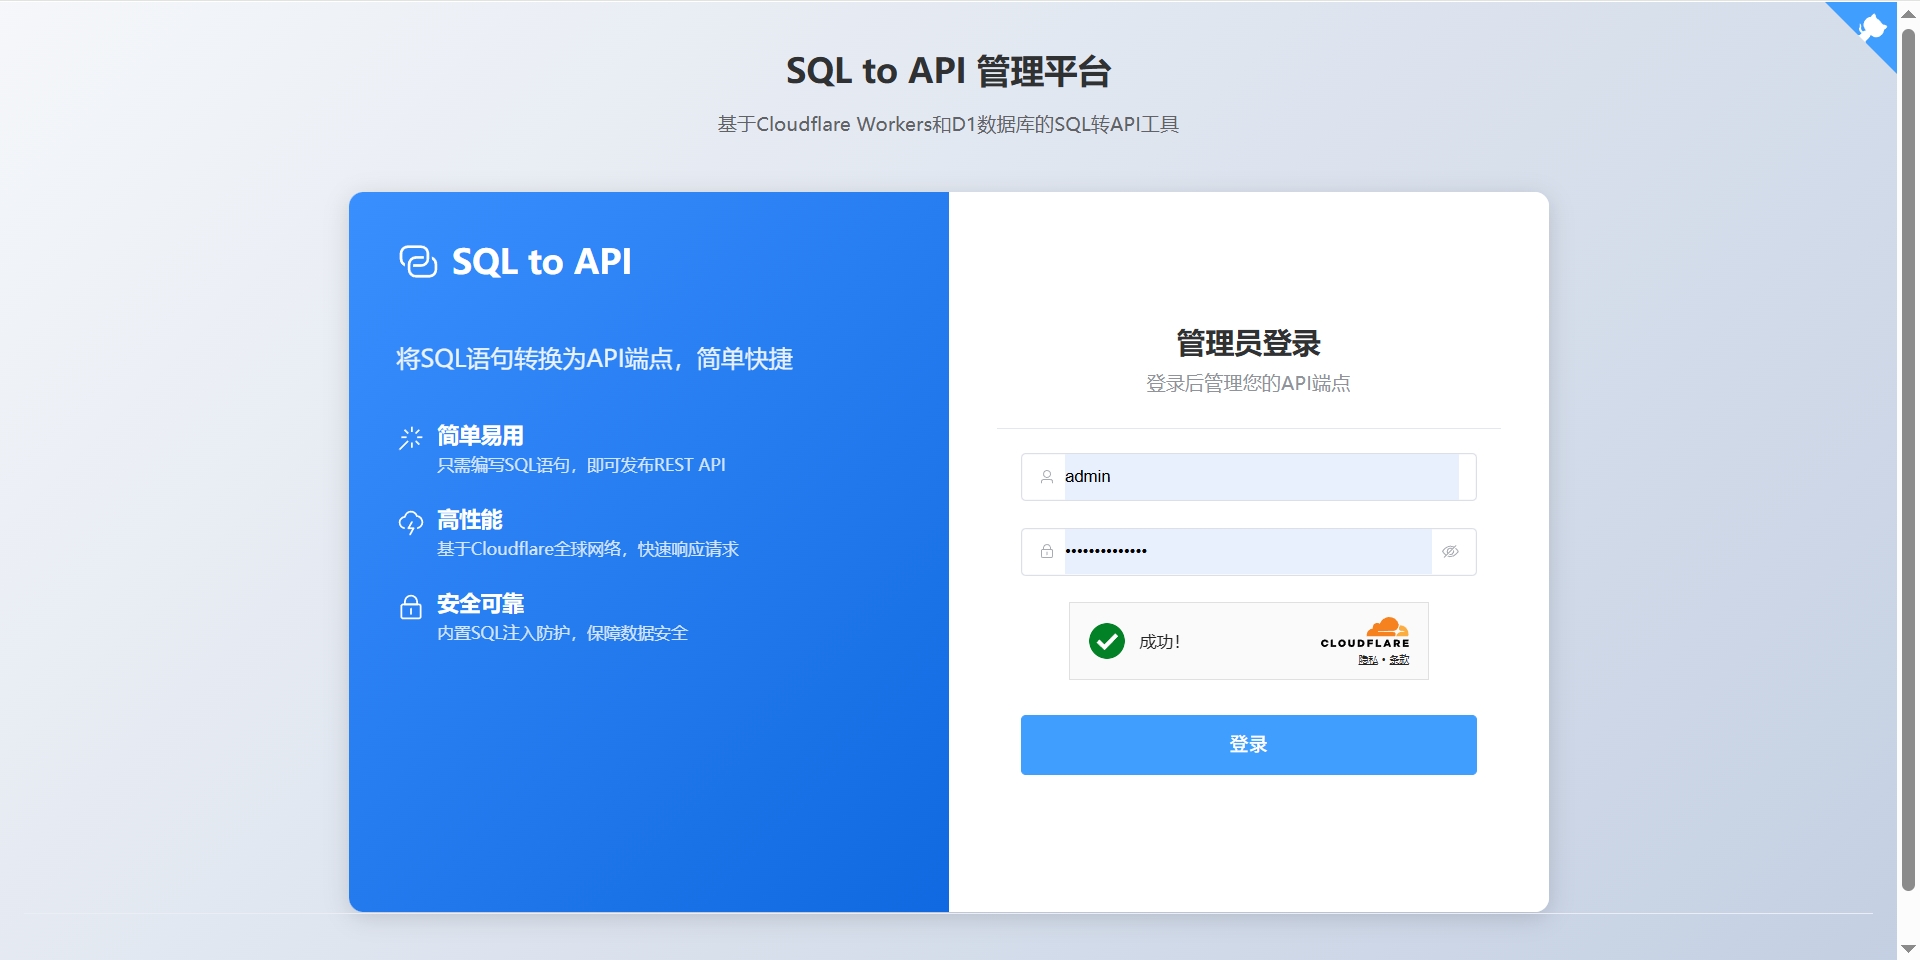 SQL to API 管理平台
基于Cloudflare Workers和D1数据库的SQL转API工具
SQL to API
将SQL语句转换为API端点，简单快捷
简单易用
只需编写SQL语句，即可发布REST API
高性能
基于Cloudflare全球网络，快速响应请求
安全可靠
内置SQL注入防护，保障数据安全
管理员登录
登录后管理您的API端点
admin
••••••••••••••
成功！
CLOUDFLARE
隐私 • 条款
登录